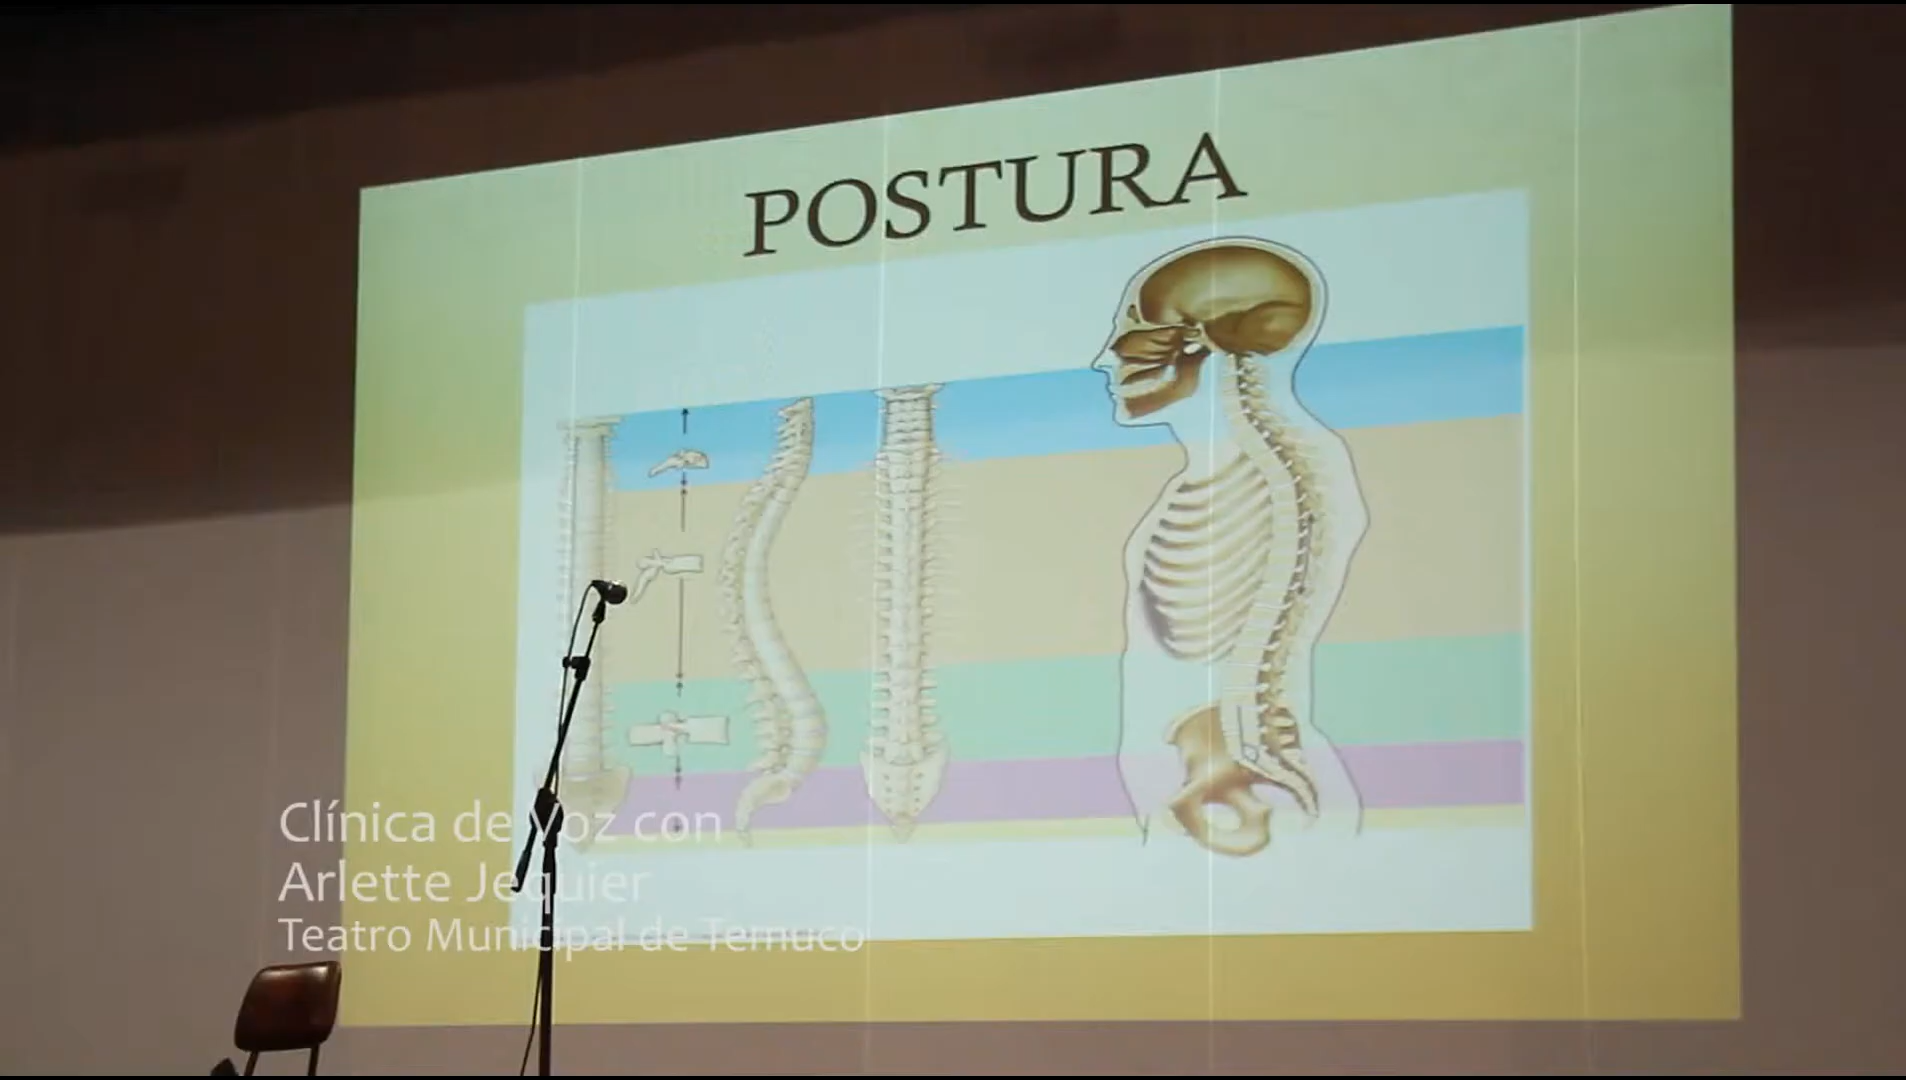 POSTURA
Clínica de Voz con
Arlette Jequier
Teatro Municipal de Temuco